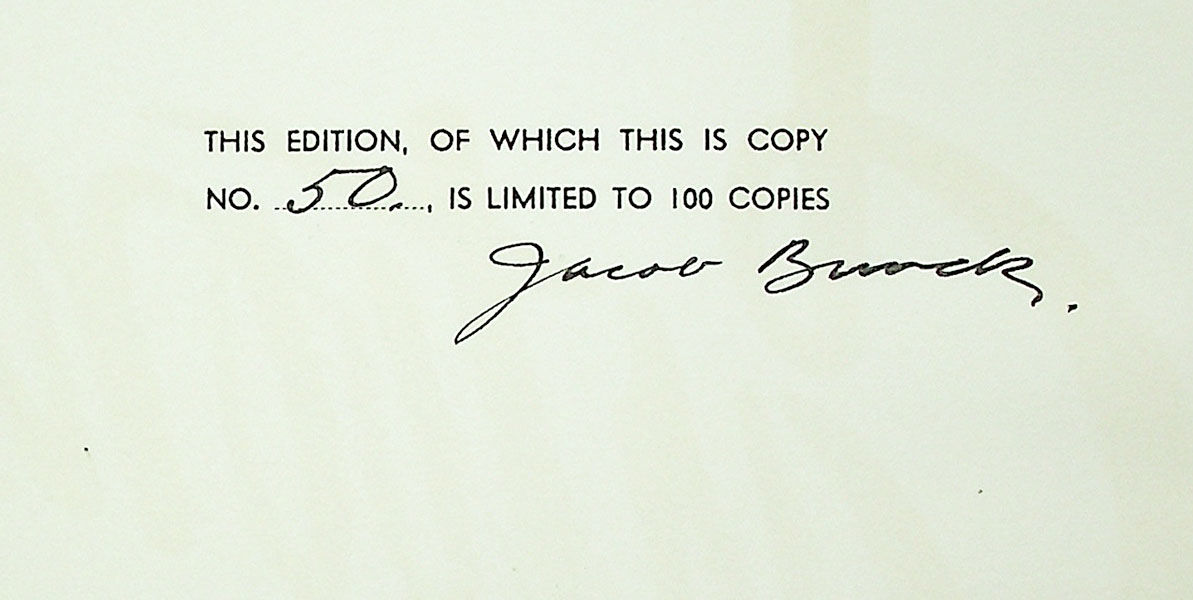 THIS EDITION, OF WHICH THIS IS COPY
NO. 50., IS LIMITED TO 100 COPIES
Jacob